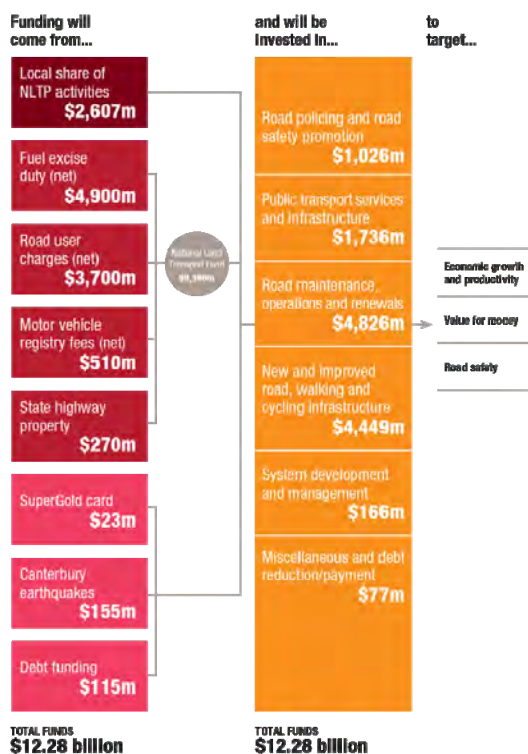 Funding will
come from...
Local share of
NLTP activities
$2,607m
Fuel excise
duty (net)
$4,900m
Road user
charges (net)
$3,700m
Motor vehicle
registry fees (net)
$510m
State highway
property
$270m
SuperGold card
$23m
Canterbury
earthquakes
$155m
Debt funding
$115m
TOTAL FUNDS
$12.28 billion
National Land
Transport Fund
and will be
invested in...
Road policing and road
safety promotion
$1,026m
Public transport services
and infrastructure
$1,736m
Road maintenance,
operations and renewals
$4,826m
New and improved
road, walking and
cycling infrastructure
$4,449m
System development
and management
$166m
Miscellaneous and debt
reduction/payment
$77m
TOTAL FUNDS
$12.28 billion
to
target...
Economic growth
and productivity
Value for money
Road safety